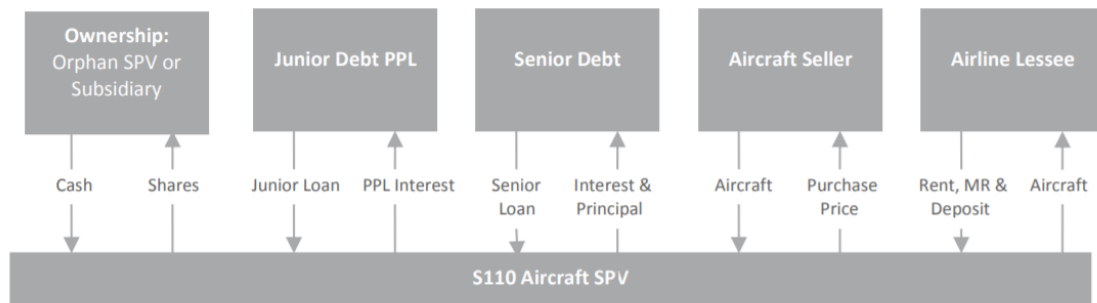 Ownership:
Orphan SPV or
Subsidiary
Junior Debt PPL
Senior Debt
Aircraft Seller
Airline Lessee
Cash
Shares
Junior Loan
PPL Interest
Senior
Loan
Interest &
Principal
Aircraft
Purchase
Price
Rent, MR &
Deposit
Aircraft
S110 Aircraft SPV